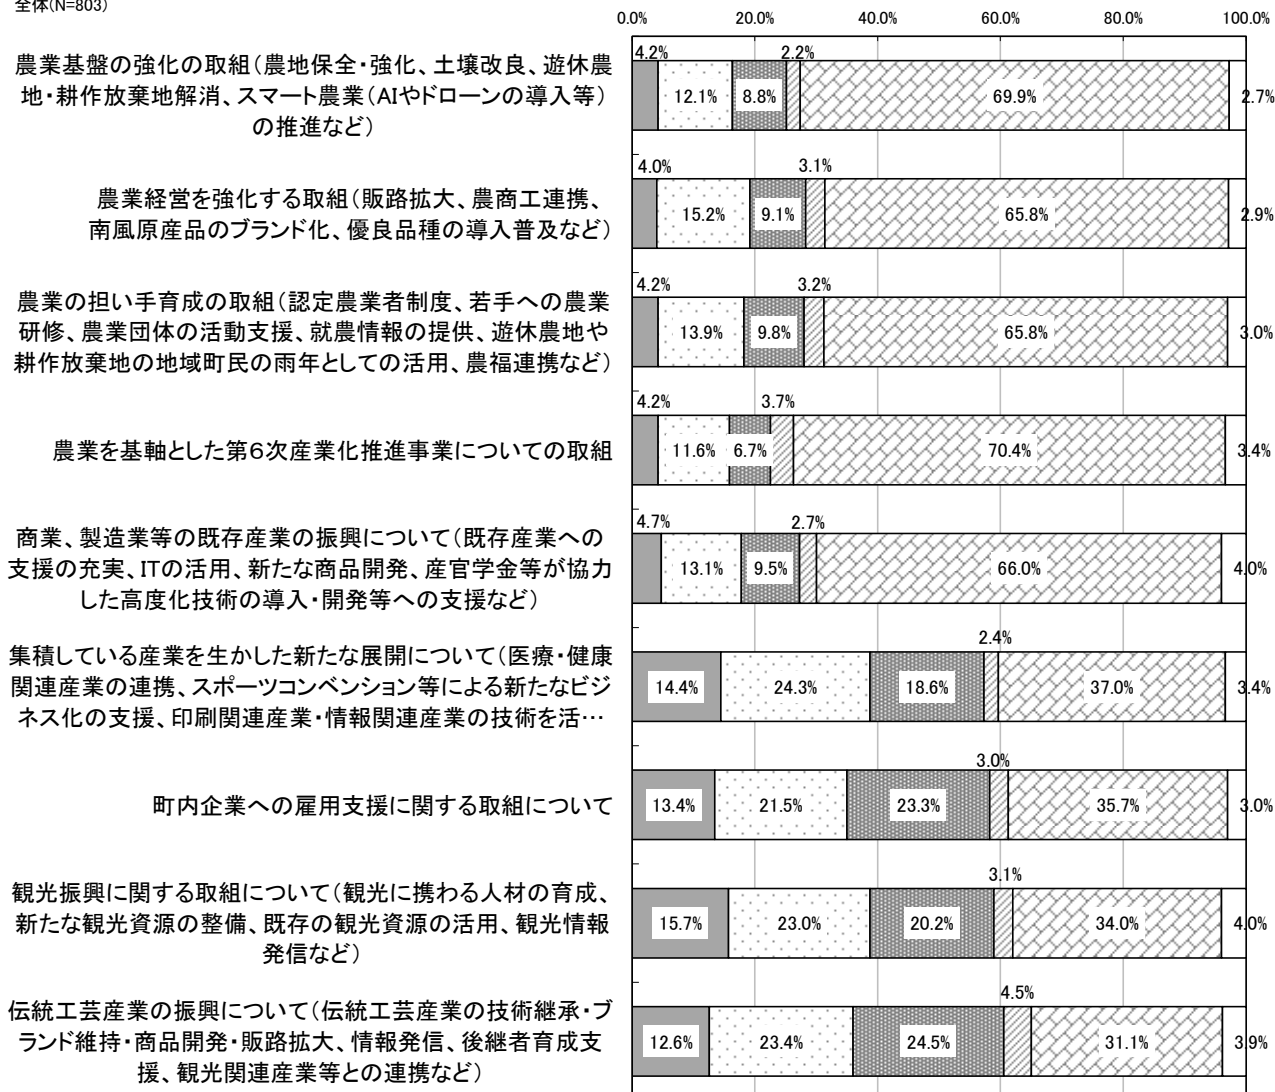 全体(N=803)
0.0% 20.0% 40.0% 60.0% 80.0% 100.0%
農業基盤の強化の取組(農地保全・強化、土壌改良、遊休農
地・耕作放棄地解消、スマート農業(AIやドローンの導入等)
の推進など)
4.2% 12.1% 8.8% 2.2% 69.9% 2.7%
農業経営を強化する取組(販路拡大、農商工連携、
南風原産品のブランド化、優良品種の導入普及など)
4.0% 15.2% 9.1% 3.1% 65.8% 2.9%
農業の担い手育成の取組(認定農業者制度、若手への農業
研修、農業団体の活動支援、就農情報の提供、遊休農地や
耕作放棄地の地域町民の雨年としての活用、農福連携など)
4.2% 13.9% 9.8% 3.2% 65.8% 3.0%
農業を基軸とした第6次産業化推進事業についての取組
4.2% 11.6% 6.7% 3.7% 70.4% 3.4%
商業、製造業等の既存産業の振興について(既存産業への
支援の充実、ITの活用、新たな商品開発、産官学金等が協力
した高度化技術の導入・開発等への支援など)
4.7% 13.1% 9.5% 2.7% 66.0% 4.0%
集積している産業を生かした新たな展開について(医療・健康
関連産業の連携、スポーツコンベンション等による新たなビジ
ネス化の支援、印刷関連産業・情報関連産業の技術を活…
14.4% 24.3% 18.6% 2.4% 37.0% 3.4%
町内企業への雇用支援に関する取組について
13.4% 21.5% 23.3% 3.0% 35.7% 3.0%
観光振興に関する取組について(観光に携わる人材の育成、
新たな観光資源の整備、既存の観光資源の活用、観光情報
発信など)
15.7% 23.0% 20.2% 3.1% 34.0% 4.0%
伝統工芸産業の振興について(伝統工芸産業の技術継承・ブ
ランド維持・商品開発・販路拡大、情報発信、後継者育成支
援、観光関連産業等との連携など)
12.6% 23.4% 24.5% 4.5% 31.1% 3.9%